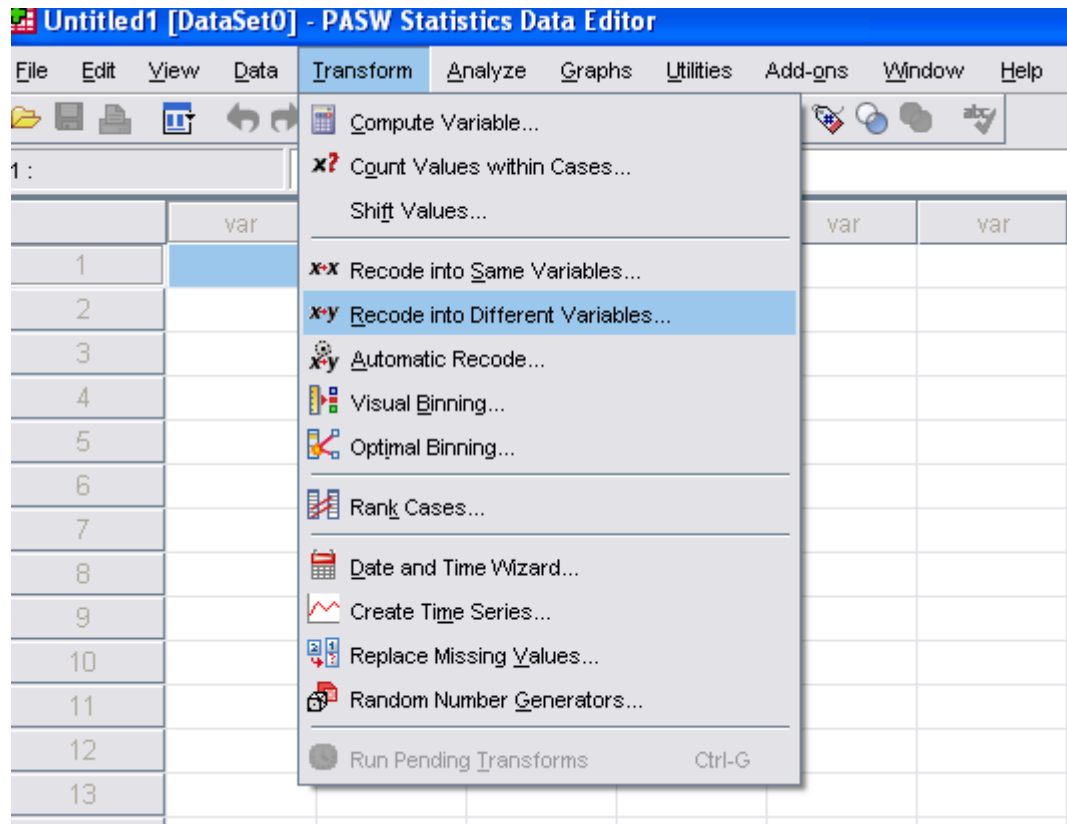 Untitled1 [DataSet0] - PASW Statistics Data Editor
File Edit View Data Transform Analyze Graphs Utilities Add-ons Window Help
1 :
Compute Variable...
Count Values within Cases...
Shift Values...
var var var
Recode into Same Variables...
Recode into Different Variables...
Automatic Recode...
Visual Binning...
Optimal Binning...
Rank Cases...
Date and Time Wizard...
Create Time Series...
Replace Missing Values...
Random Number Generators...
Run Pending Transforms Ctrl-G
1
2
3
4
5
6
7
8
9
10
11
12
13